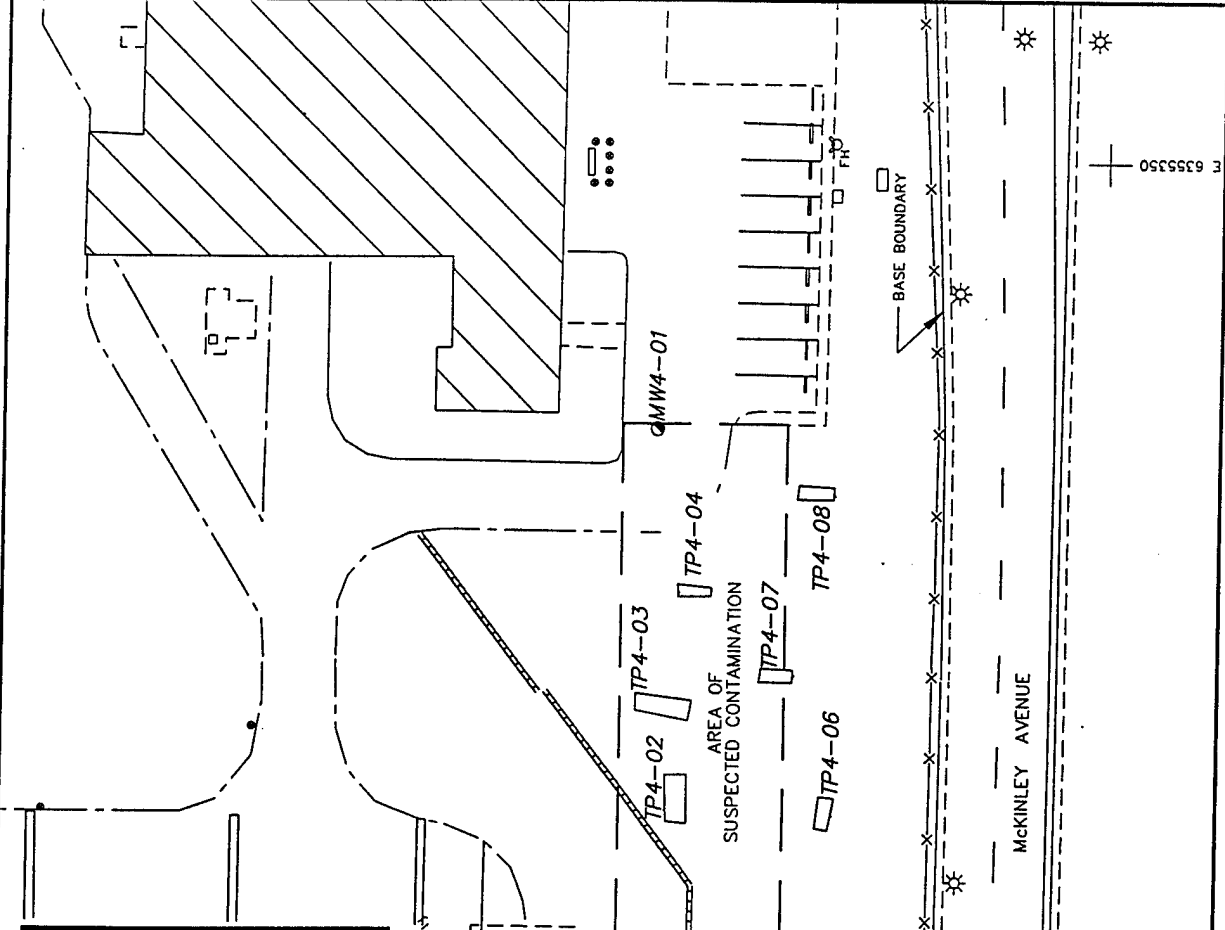 E 6355350
FH
BASE BOUNDARY
MW4-01
TP4-04
TP4-08
TP4-03
TP4-07
AREA OF
SUSPECTED CONTAMINATION
TP4-02
TP4-06
McKINLEY AVENUE